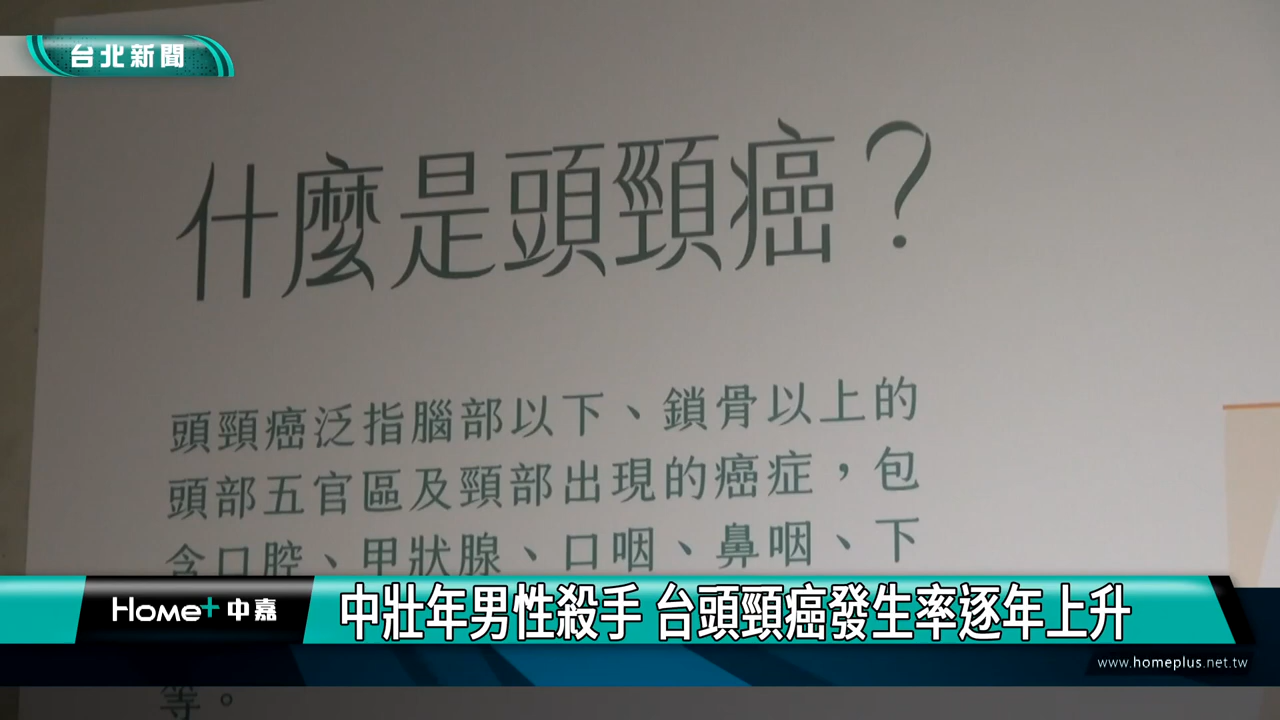 台北新聞
什麼是頭頸癌？
頭頸癌泛指腦部以下、鎖骨以上的
頭部五官區及頸部出現的癌症，包
含口腔、甲狀腺、口咽、鼻咽、下
Home+中嘉
中壯年男性殺手 台頭頸癌發生率逐年上升
www.homeplus.net.tw
等。